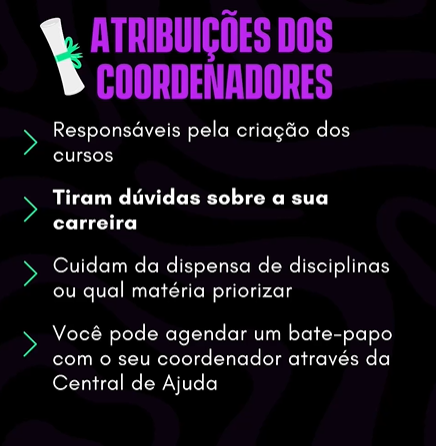 ATRIBUIÇÕES DOS
COORDENADORES
Responsáveis pela criação dos
cursos
Tiram dúvidas sobre a sua
carreira
Cuidam da dispensa de disciplinas
ou qual matéria priorizar
Você pode agendar um bate-papo
com o seu coordenador através da
Central de Ajuda